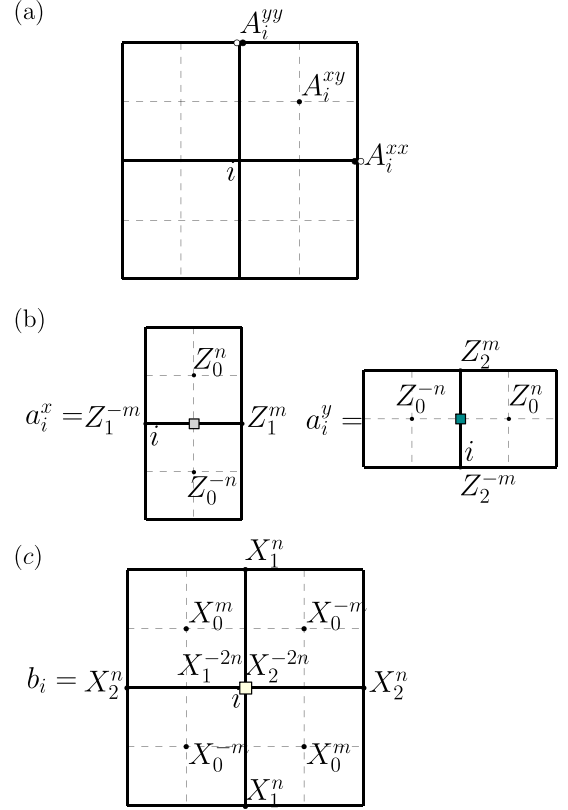 (a)
A_i^{yy}
A_i^{xy}
A_i^{xx}
i
(b)
Z_0^n
a_i^x = Z_1^{-m}
i
Z_1^m
Z_0^{-n}
Z_2^m
Z_0^{-n}
Z_0^n
a_i^y =
i
Z_2^{-m}
(c)
X_1^n
X_0^m
X_0^{-m}
X_1^{-2n}
X_2^{-2n}
b_i = X_2^n
i
X_2^n
X_0^{-m}
X_0^m
X_1^n